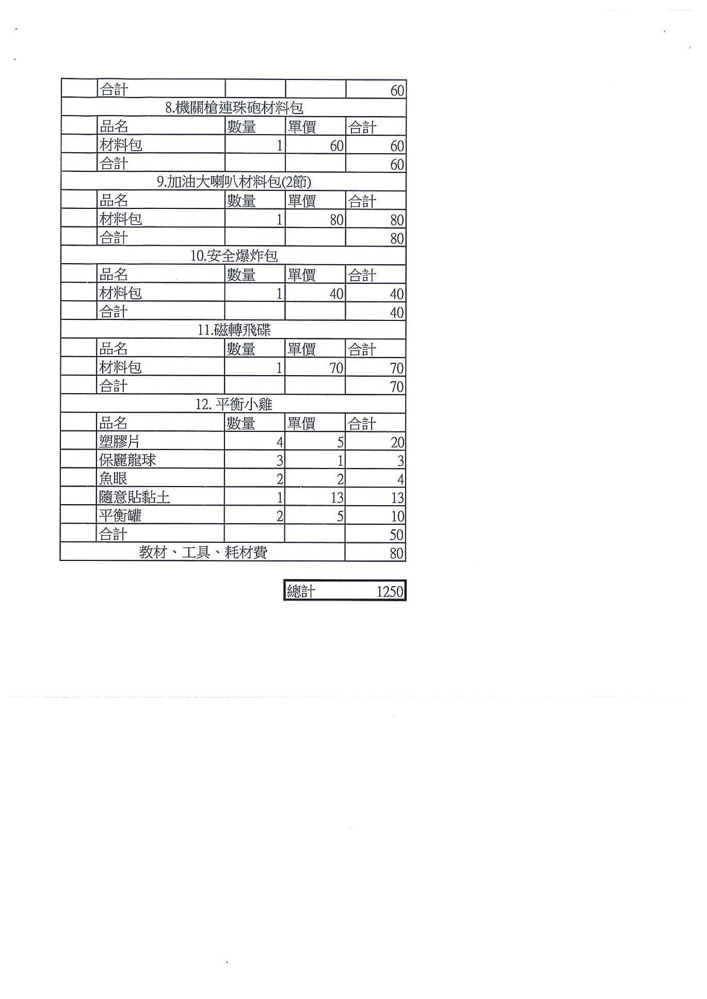 合計 60
8.機關槍連珠砲材料包
品名 數量 單價 合計
材料包 1 60 60
合計 60
9.加油大喇叭材料包(2節)
品名 數量 單價 合計
材料包 1 80 80
合計 80
10.安全爆炸包
品名 數量 單價 合計
材料包 1 40 40
合計 40
11.磁轉飛碟
品名 數量 單價 合計
材料包 1 70 70
合計 70
12. 平衡小雞
品名 數量 單價 合計
塑膠片 4 5 20
保麗龍球 3 1 3
魚眼 2 2 4
隨意貼黏土 1 13 13
平衡罐 2 5 10
合計 50
教材、工具、耗材費 80
總計 1250